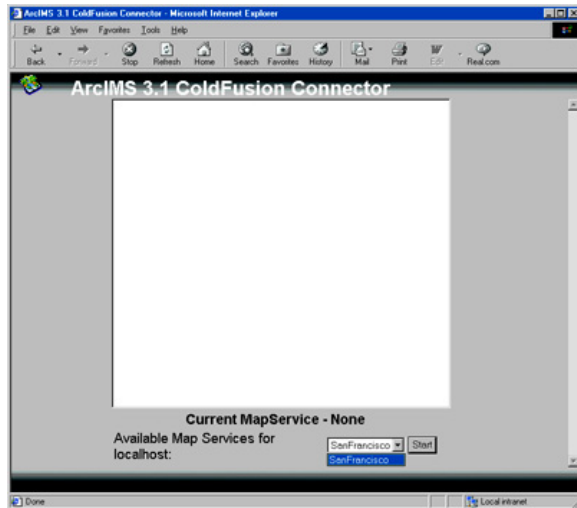 ArcIMS 3.1 ColdFusion Connector - Microsoft Internet Explorer
File Edit View Favorites Tools Help
Back Forward Stop Refresh Home Search Favorites History Mail Print Edit Real.com
ArcIMS 3.1 ColdFusion Connector
Current MapService - None
Available Map Services for
localhost:
SanFrancisco Start
SanFrancisco
Done Local intranet